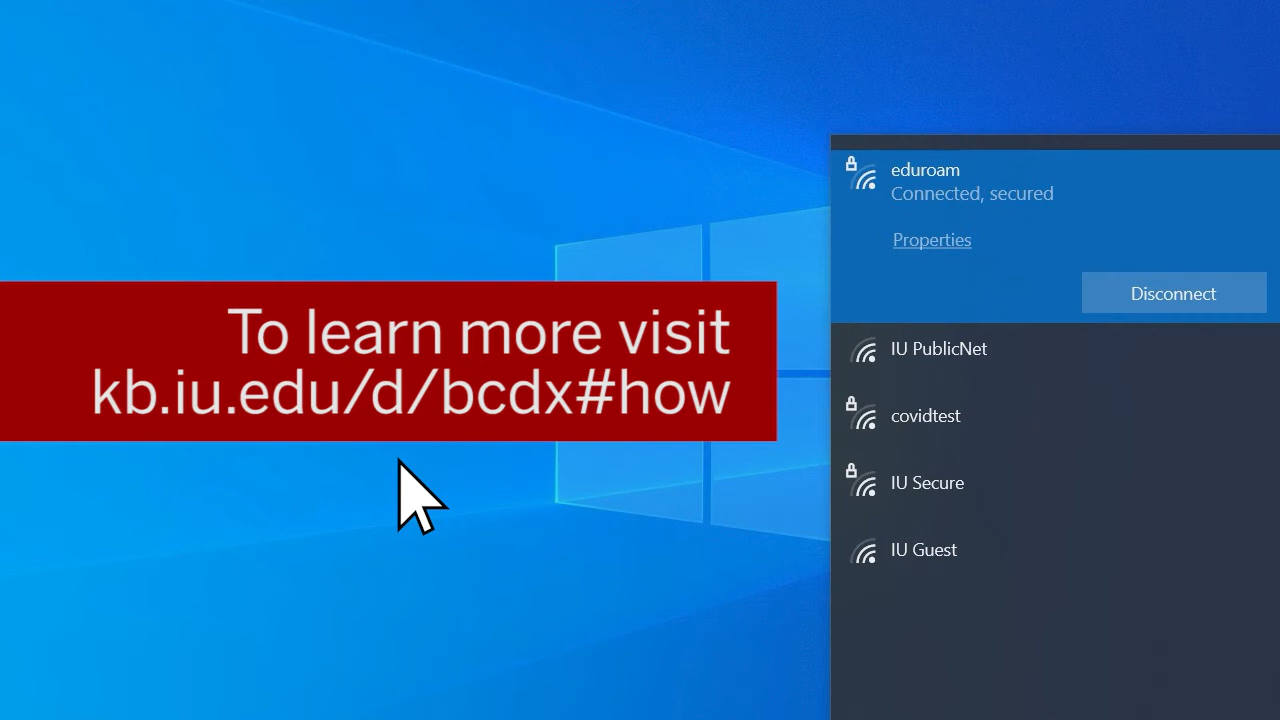 To learn more visit
kb.iu.edu/d/bcdx#how
eduroam
Connected, secured
Properties
Disconnect
IU PublicNet
covidtest
IU Secure
IU Guest